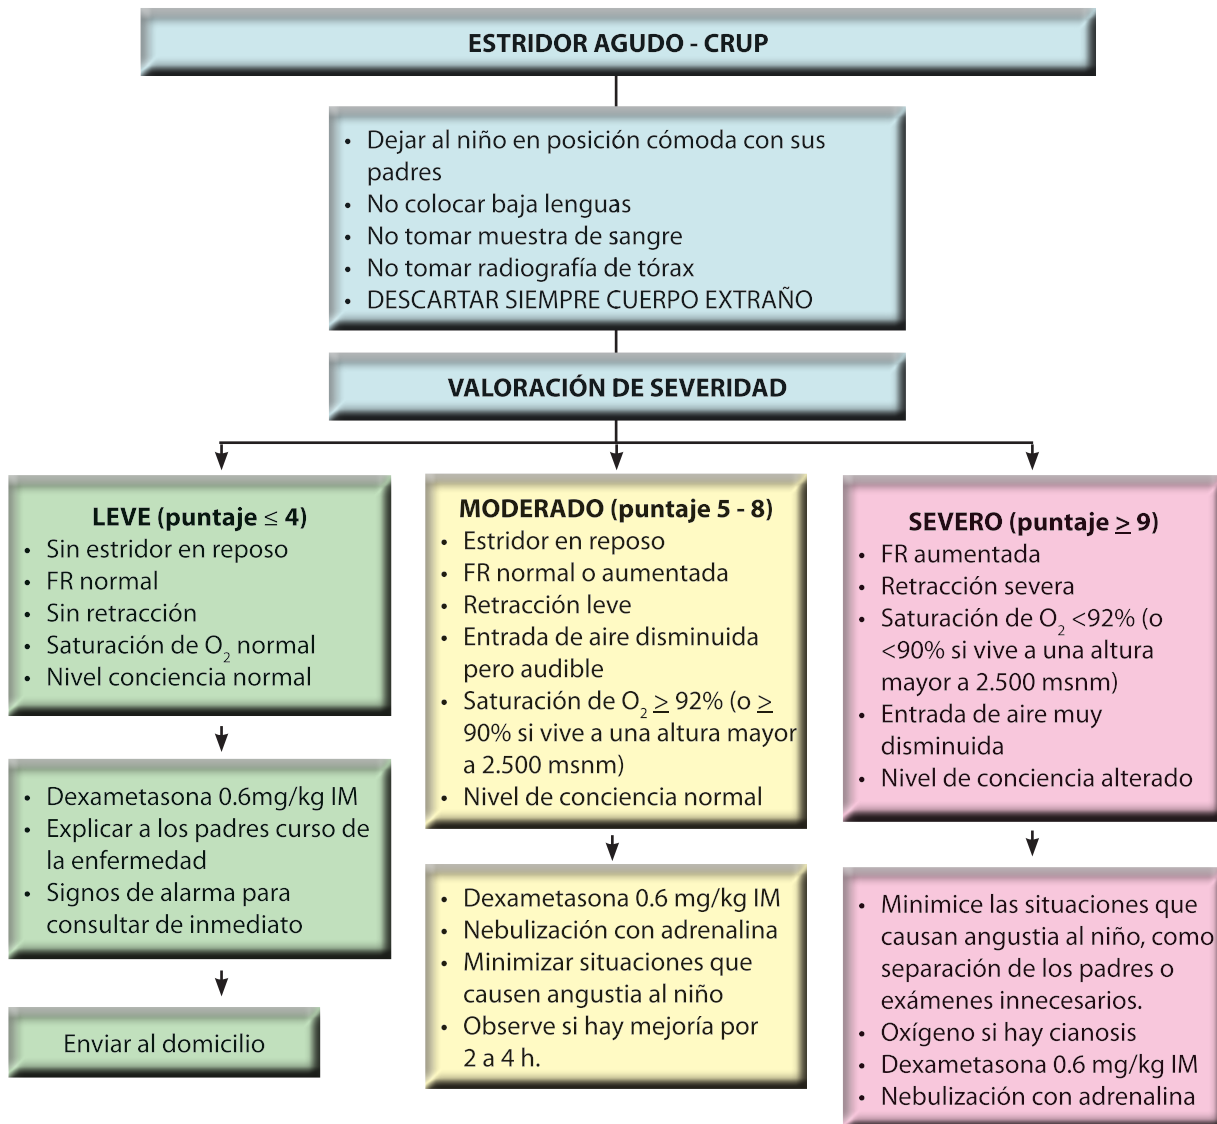 ESTRIDOR AGUDO - CRUP
• Dejar al niño en posición cómoda con sus
padres
• No colocar baja lenguas
• No tomar muestra de sangre
• No tomar radiografía de tórax
• DESCARTAR SIEMPRE CUERPO EXTRAÑO
VALORACIÓN DE SEVERIDAD
LEVE (puntaje ≤ 4)
• Sin estridor en reposo
• FR normal
• Sin retracción
• Saturación de O₂ normal
• Nivel conciencia normal
• Dexametasona 0.6mg/kg IM
• Explicar a los padres curso de
la enfermedad
• Signos de alarma para
consultar de inmediato
Enviar al domicilio
MODERADO (puntaje 5 - 8)
• Estridor en reposo
• FR normal o aumentada
• Retracción leve
• Entrada de aire disminuida
pero audible
• Saturación de O₂ ≥ 92% (o ≥
90% si vive a una altura mayor
a 2.500 msnm)
• Nivel de conciencia normal
• Dexametasona 0.6 mg/kg IM
• Nebulización con adrenalina
• Minimizar situaciones que
causen angustia al niño
• Observe si hay mejoría por
2 a 4 h.
SEVERO (puntaje ≥ 9)
• FR aumentada
• Retracción severa
• Saturación de O₂ <92% (o
<90% si vive a una altura
mayor a 2.500 msnm)
• Entrada de aire muy
disminuida
• Nivel de conciencia alterado
• Minimice las situaciones que
causan angustia al niño, como
separación de los padres o
exámenes innecesarios.
• Oxígeno si hay cianosis
• Dexametasona 0.6 mg/kg IM
• Nebulización con adrenalina